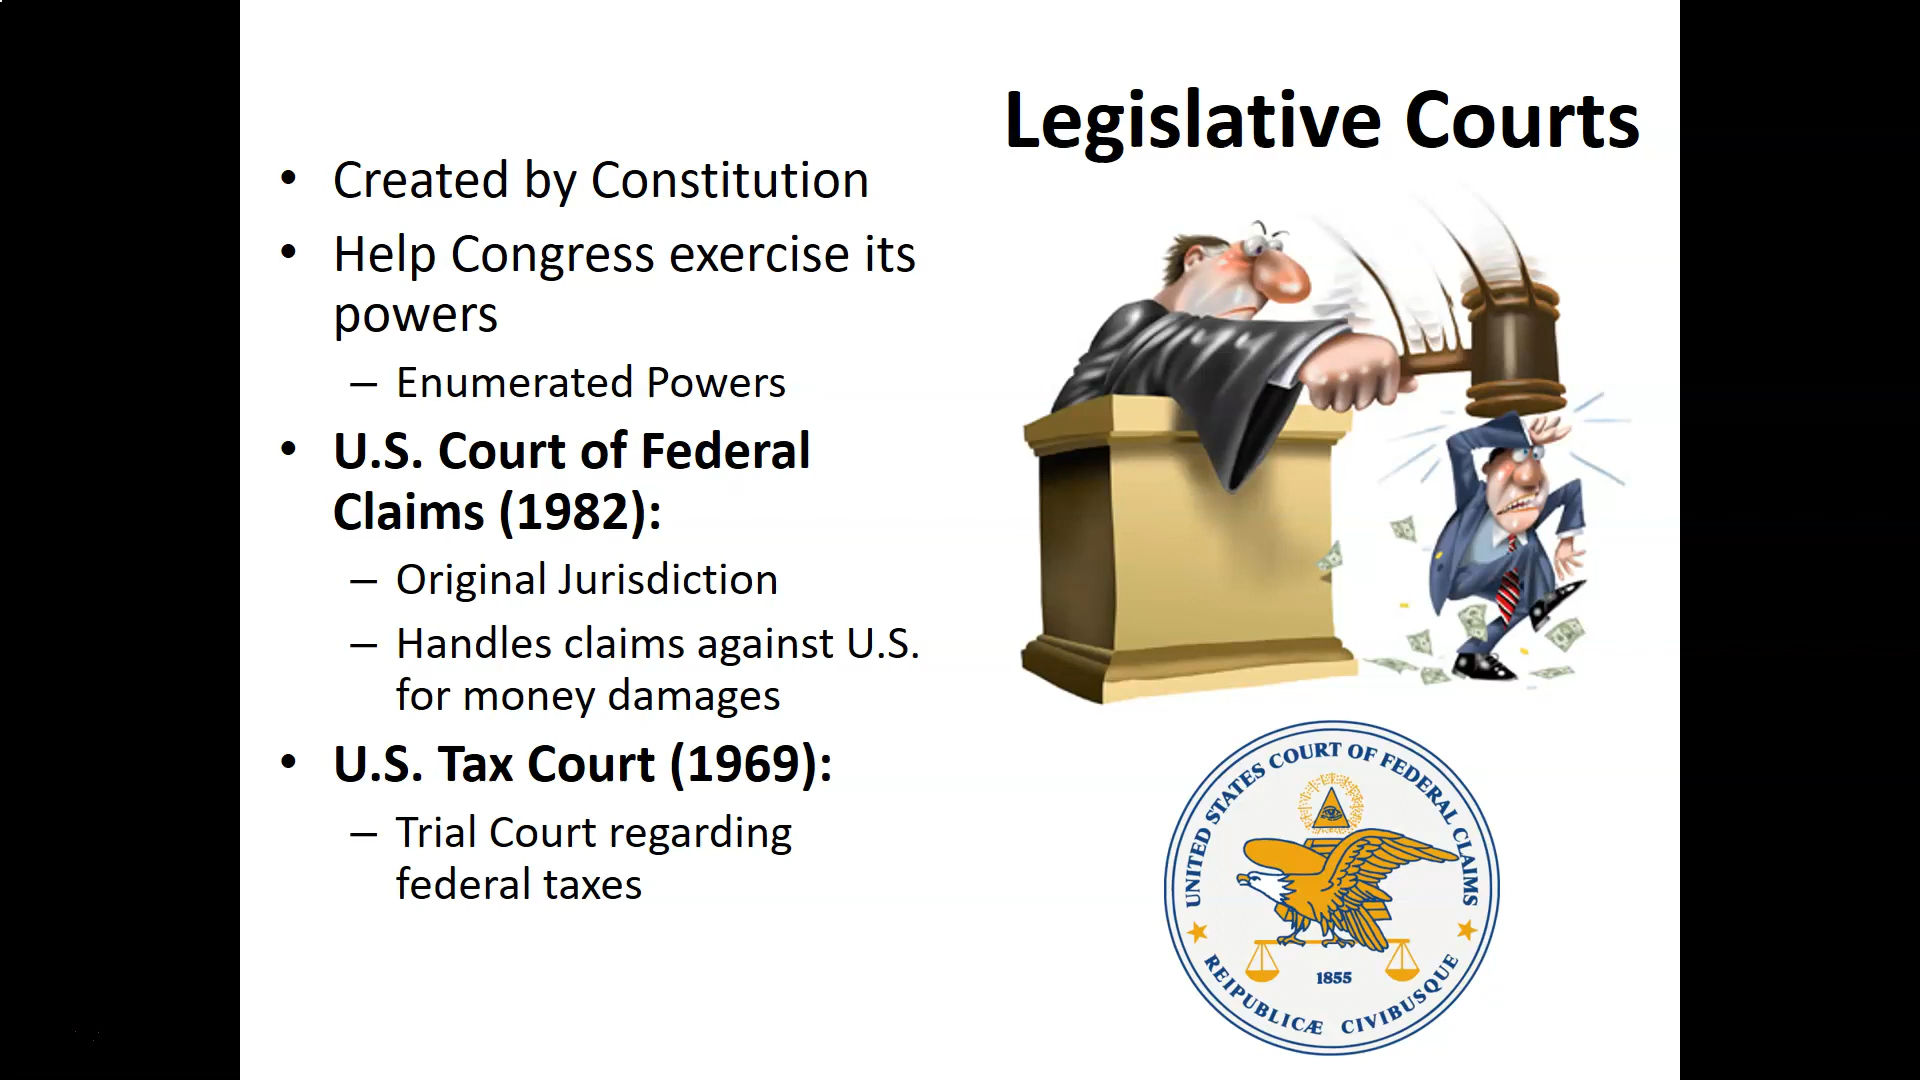 Legislative Courts
• Created by Constitution
• Help Congress exercise its
powers
– Enumerated Powers
• U.S. Court of Federal
Claims (1982):
– Original Jurisdiction
– Handles claims against U.S.
for money damages
• U.S. Tax Court (1969):
– Trial Court regarding
federal taxes
UNITED STATES COURT OF FEDERAL CLAIMS
1855
REIPUBLICÆ CIVIBUSQUE